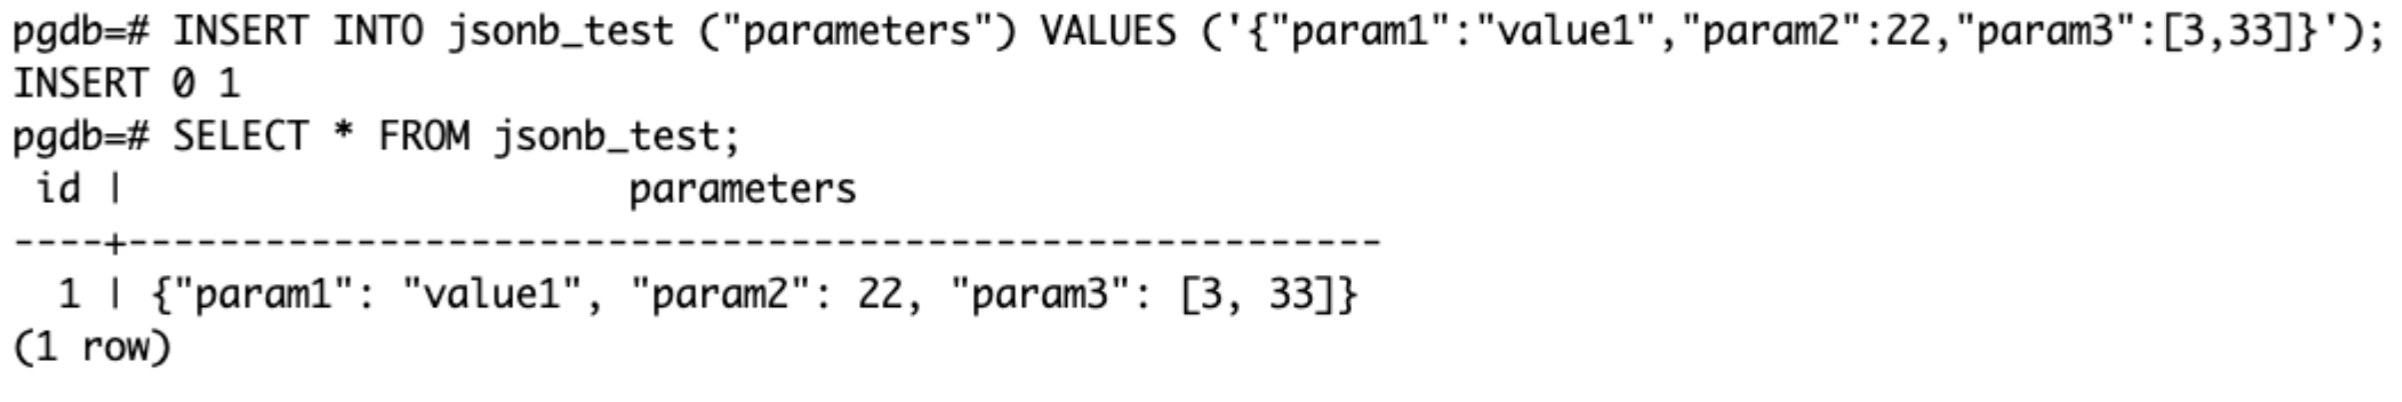 pgdb=# INSERT INTO jsonb_test ("parameters") VALUES ('{"param1":"value1","param2":22,"param3":[3,33]}');
INSERT 0 1
pgdb=# SELECT * FROM jsonb_test;
 id |                       parameters
----+-------------------------------------------------------
  1 | {"param1": "value1", "param2": 22, "param3": [3, 33]}
(1 row)